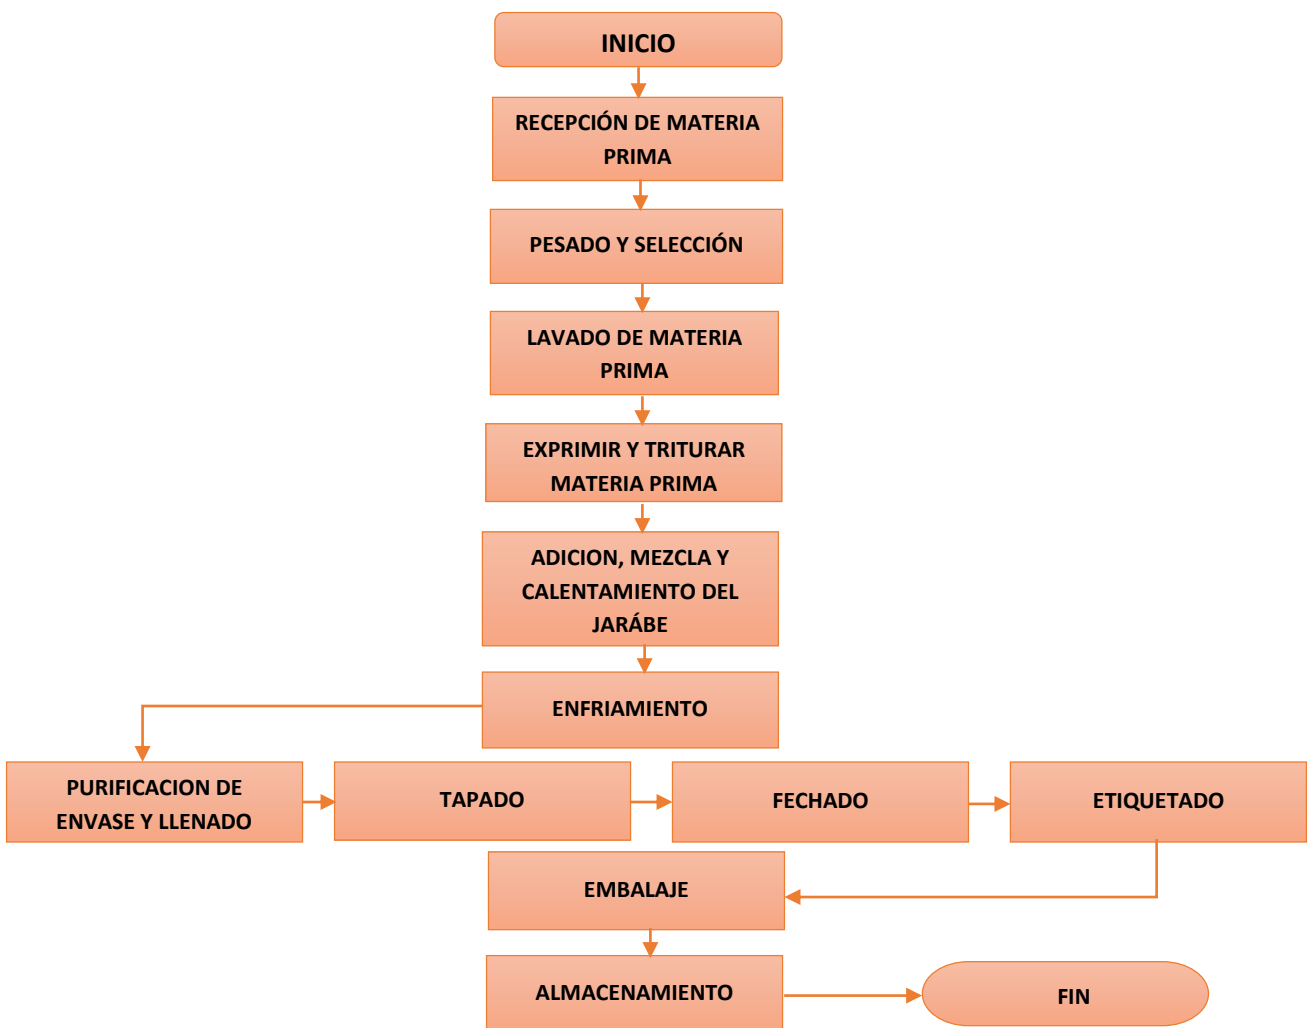 INICIO
RECEPCIÓN DE MATERIA
PRIMA
PESADO Y SELECCIÓN
LAVADO DE MATERIA
PRIMA
EXPRIMIR Y TRITURAR
MATERIA PRIMA
ADICION, MEZCLA Y
CALENTAMIENTO DEL
JARÁBE
ENFRIAMIENTO
PURIFICACION DE
ENVASE Y LLENADO
TAPADO
FECHADO
ETIQUETADO
EMBALAJE
ALMACENAMIENTO
FIN